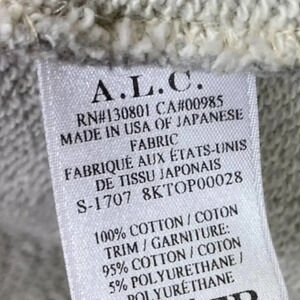 A.L.C.
RN#130801 CA#00985
MADE IN USA OF JAPANESE
FABRIC
FABRIQUÉ AUX ÉTATS-UNIS
DE TISSU JAPONAIS
S-1707 8KTOP00028
100% COTTON / COTON
TRIM / GARNITURE:
95% COTTON / COTON
5% POLYURETHANE /
POLYURETHANE